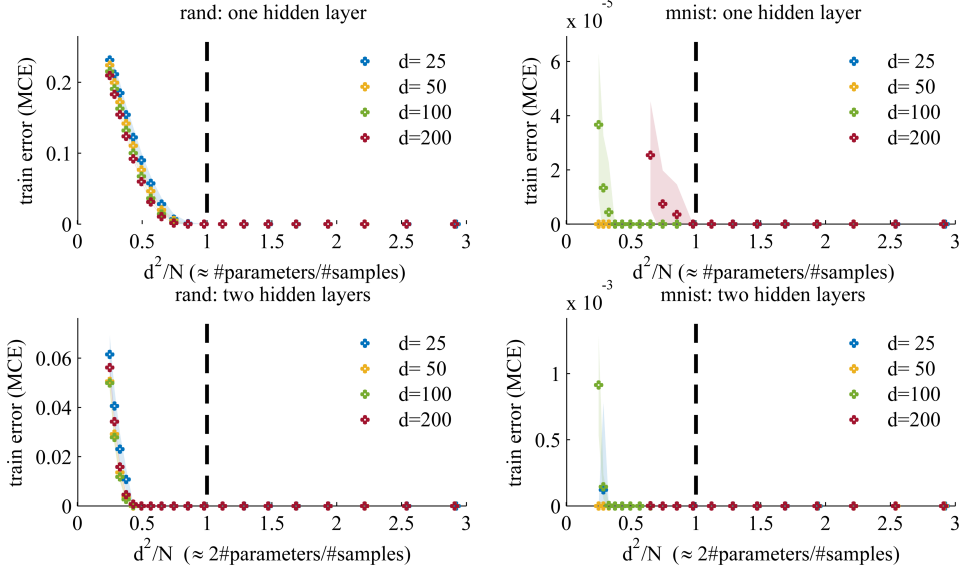 rand: one hidden layer
train error (MCE)
0.2
0.1
0
d= 25
d= 50
d=100
d=200
0 0.5 1 1.5 2 2.5 3
d²/N (≈ #parameters/#samples)
mnist: one hidden layer
x 10⁻⁵
train error (MCE)
6
4
2
0
d= 25
d= 50
d=100
d=200
0 0.5 1 1.5 2 2.5 3
d²/N (≈ #parameters/#samples)
rand: two hidden layers
train error (MCE)
0.06
0.04
0.02
0
d= 25
d= 50
d=100
d=200
0 0.5 1 1.5 2 2.5 3
d²/N (≈ 2#parameters/#samples)
mnist: two hidden layers
x 10⁻³
train error (MCE)
1
0.5
0
d= 25
d= 50
d=100
d=200
0 0.5 1 1.5 2 2.5 3
d²/N (≈ 2#parameters/#samples)